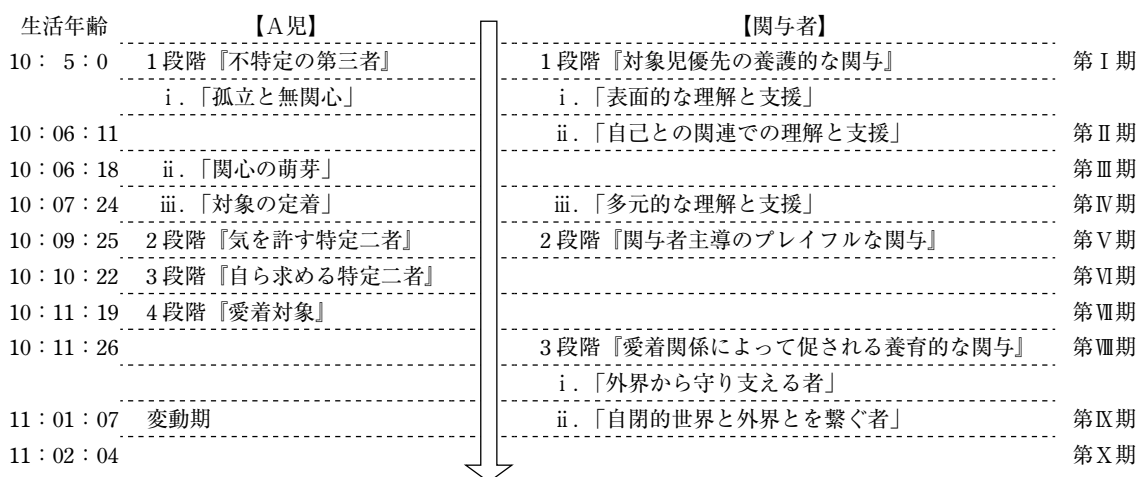 生活年齢 【A児】 【関与者】
10： 5：0 1段階『不特定の第三者』 1段階『対象児優先の養護的な関与』 第Ⅰ期
ⅰ.「孤立と無関心」 ⅰ.「表面的な理解と支援」
10：06：11 ⅱ.「自己との関連での理解と支援」 第Ⅱ期
10：06：18 ⅱ.「関心の萌芽」 第Ⅲ期
10：07：24 ⅲ.「対象の定着」 ⅲ.「多元的な理解と支援」 第Ⅳ期
10：09：25 2段階『気を許す特定二者』 2段階『関与者主導のプレイフルな関与』 第Ⅴ期
10：10：22 3段階『自ら求める特定二者』 第Ⅵ期
10：11：19 4段階『愛着対象』 第Ⅶ期
10：11：26 3段階『愛着関係によって促される養育的な関与』 第Ⅷ期
ⅰ.「外界から守り支える者」
11：01：07 変動期 ⅱ.「自閉的世界と外界とを繋ぐ者」 第Ⅸ期
11：02：04 第Ⅹ期